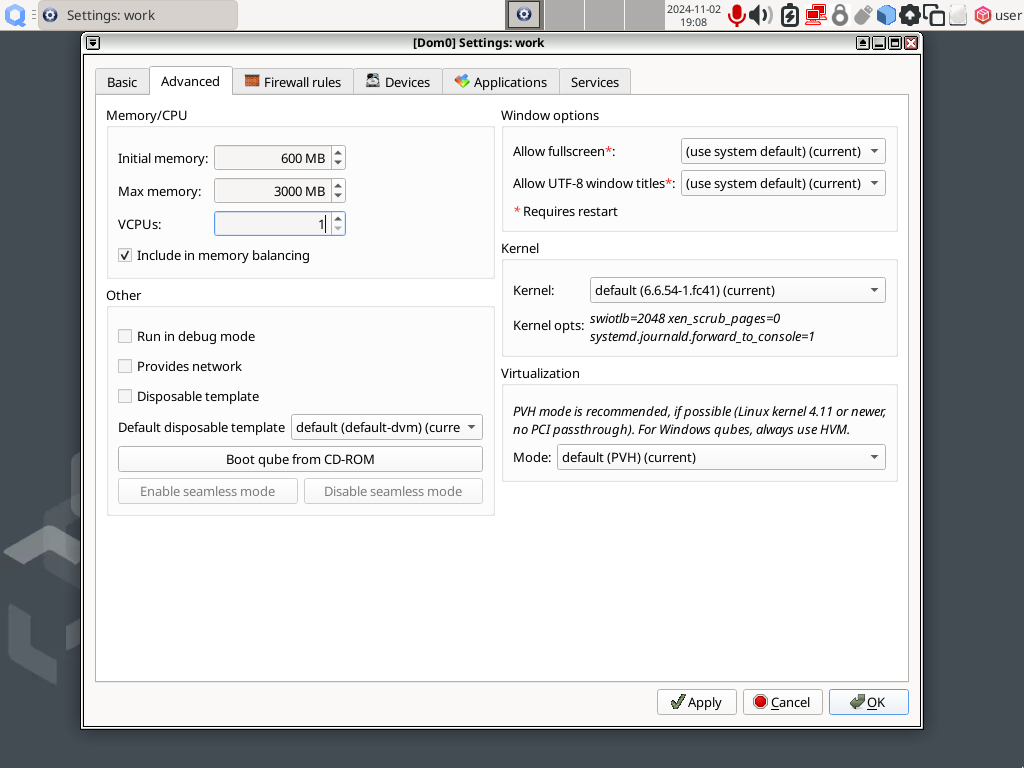 Settings: work
2024-11-02
19:08
user
[Dom0] Settings: work
Basic
Advanced
Firewall rules
Devices
Applications
Services
Memory/CPU
Initial memory:
600 MB
Max memory:
3000 MB
VCPUs:
1
Include in memory balancing
Other
Run in debug mode
Provides network
Disposable template
Default disposable template
default (default-dvm) (curre
Boot qube from CD-ROM
Enable seamless mode
Disable seamless mode
Window options
Allow fullscreen*:
(use system default) (current)
Allow UTF-8 window titles*:
(use system default) (current)
* Requires restart
Kernel
Kernel:
default (6.6.54-1.fc41) (current)
Kernel opts:
swiotlb=2048 xen_scrub_pages=0
systemd.journald.forward_to_console=1
Virtualization
PVH mode is recommended, if possible (Linux kernel 4.11 or newer,
no PCI passthrough). For Windows qubes, always use HVM.
Mode:
default (PVH) (current)
Apply
Cancel
OK